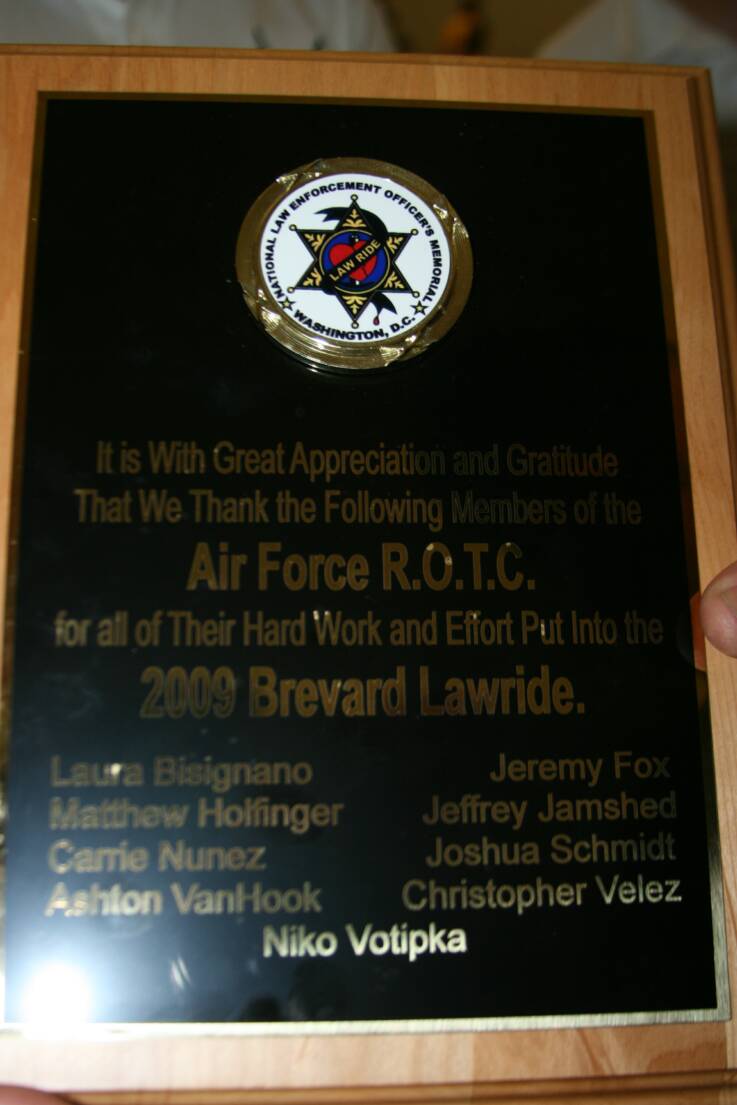 NATIONAL LAW ENFORCEMENT OFFICER'S MEMORIAL
LAW RIDE
WASHINGTON, D.C.
It is With Great Appreciation and Gratitude
That We Thank the Following Members of the
Air Force R.O.T.C.
for all of Their Hard Work and Effort Put Into the
2009 Brevard Lawride.
Laura Bisignano Jeremy Fox
Matthew Holfinger Jeffrey Jamshed
Carrie Nunez Joshua Schmidt
Ashton VanHook Christopher Velez
Niko Votipka